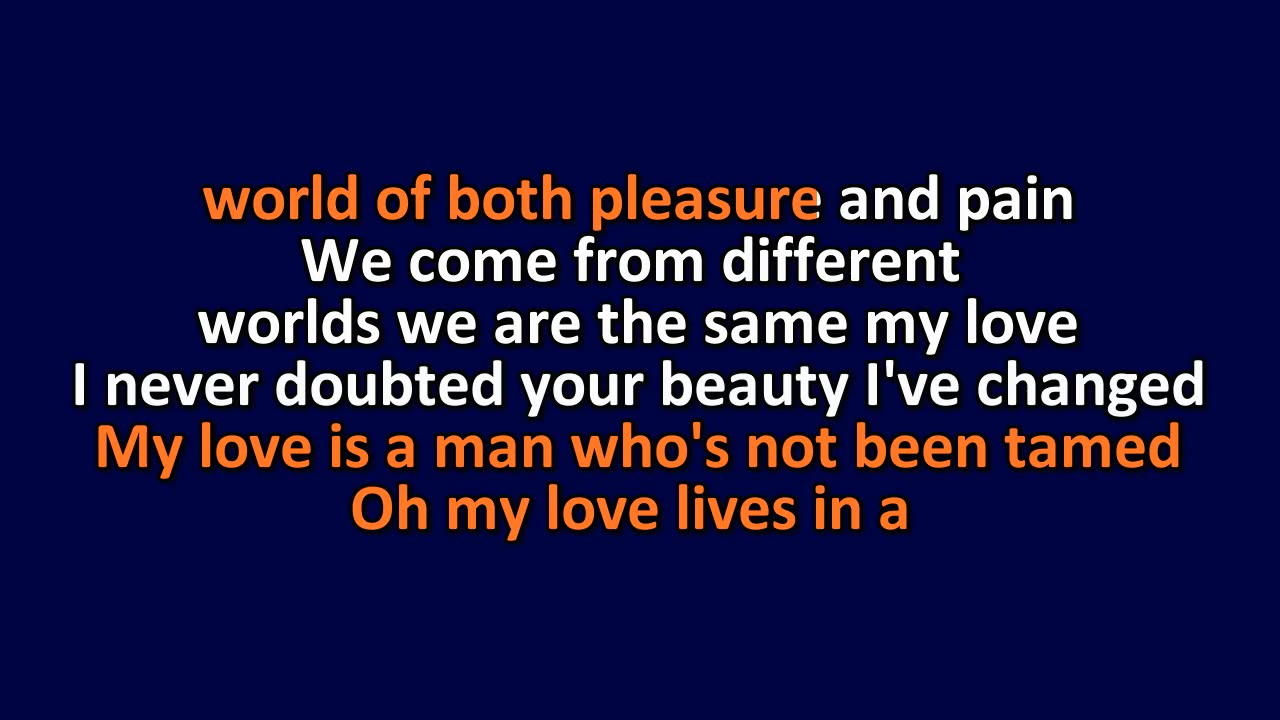 world of both pleasure and pain
We come from different
worlds we are the same my love
I never doubted your beauty I've changed
My love is a man who's not been tamed
Oh my love lives in a